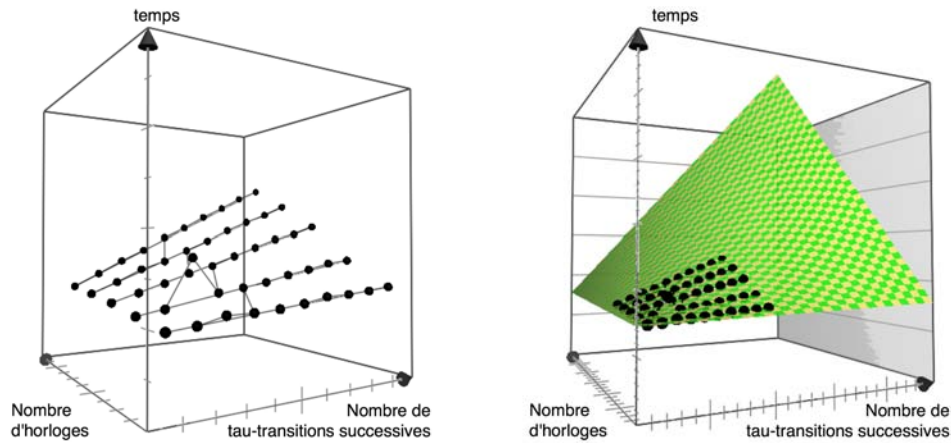 temps
Nombre
d'horloges
Nombre de
tau-transitions successives
temps
Nombre
d'horloges
Nombre de
tau-transitions successives